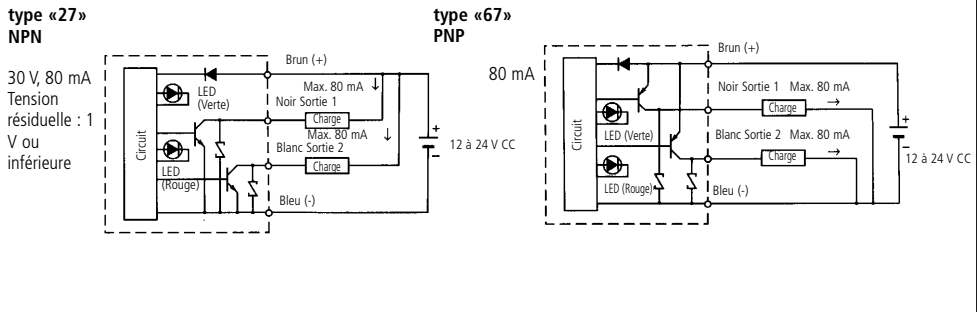 type «27»
NPN
30 V, 80 mA
Tension
résiduelle : 1
V ou
inférieure
Circuit
LED
(Verte)
LED
(Rouge)
Brun (+)
Max. 80 mA ↓
Noir Sortie 1
Charge
Max. 80 mA ↓
Blanc Sortie 2
Charge
Bleu (-)
+
−
12 à 24 V CC
type «67»
PNP
80 mA
Circuit
LED (Verte)
LED (Rouge)
Brun (+)
Noir Sortie 1 Max. 80 mA
Charge →
Blanc Sortie 2 Max. 80 mA
Charge →
Bleu (-)
+
−
12 à 24 V CC